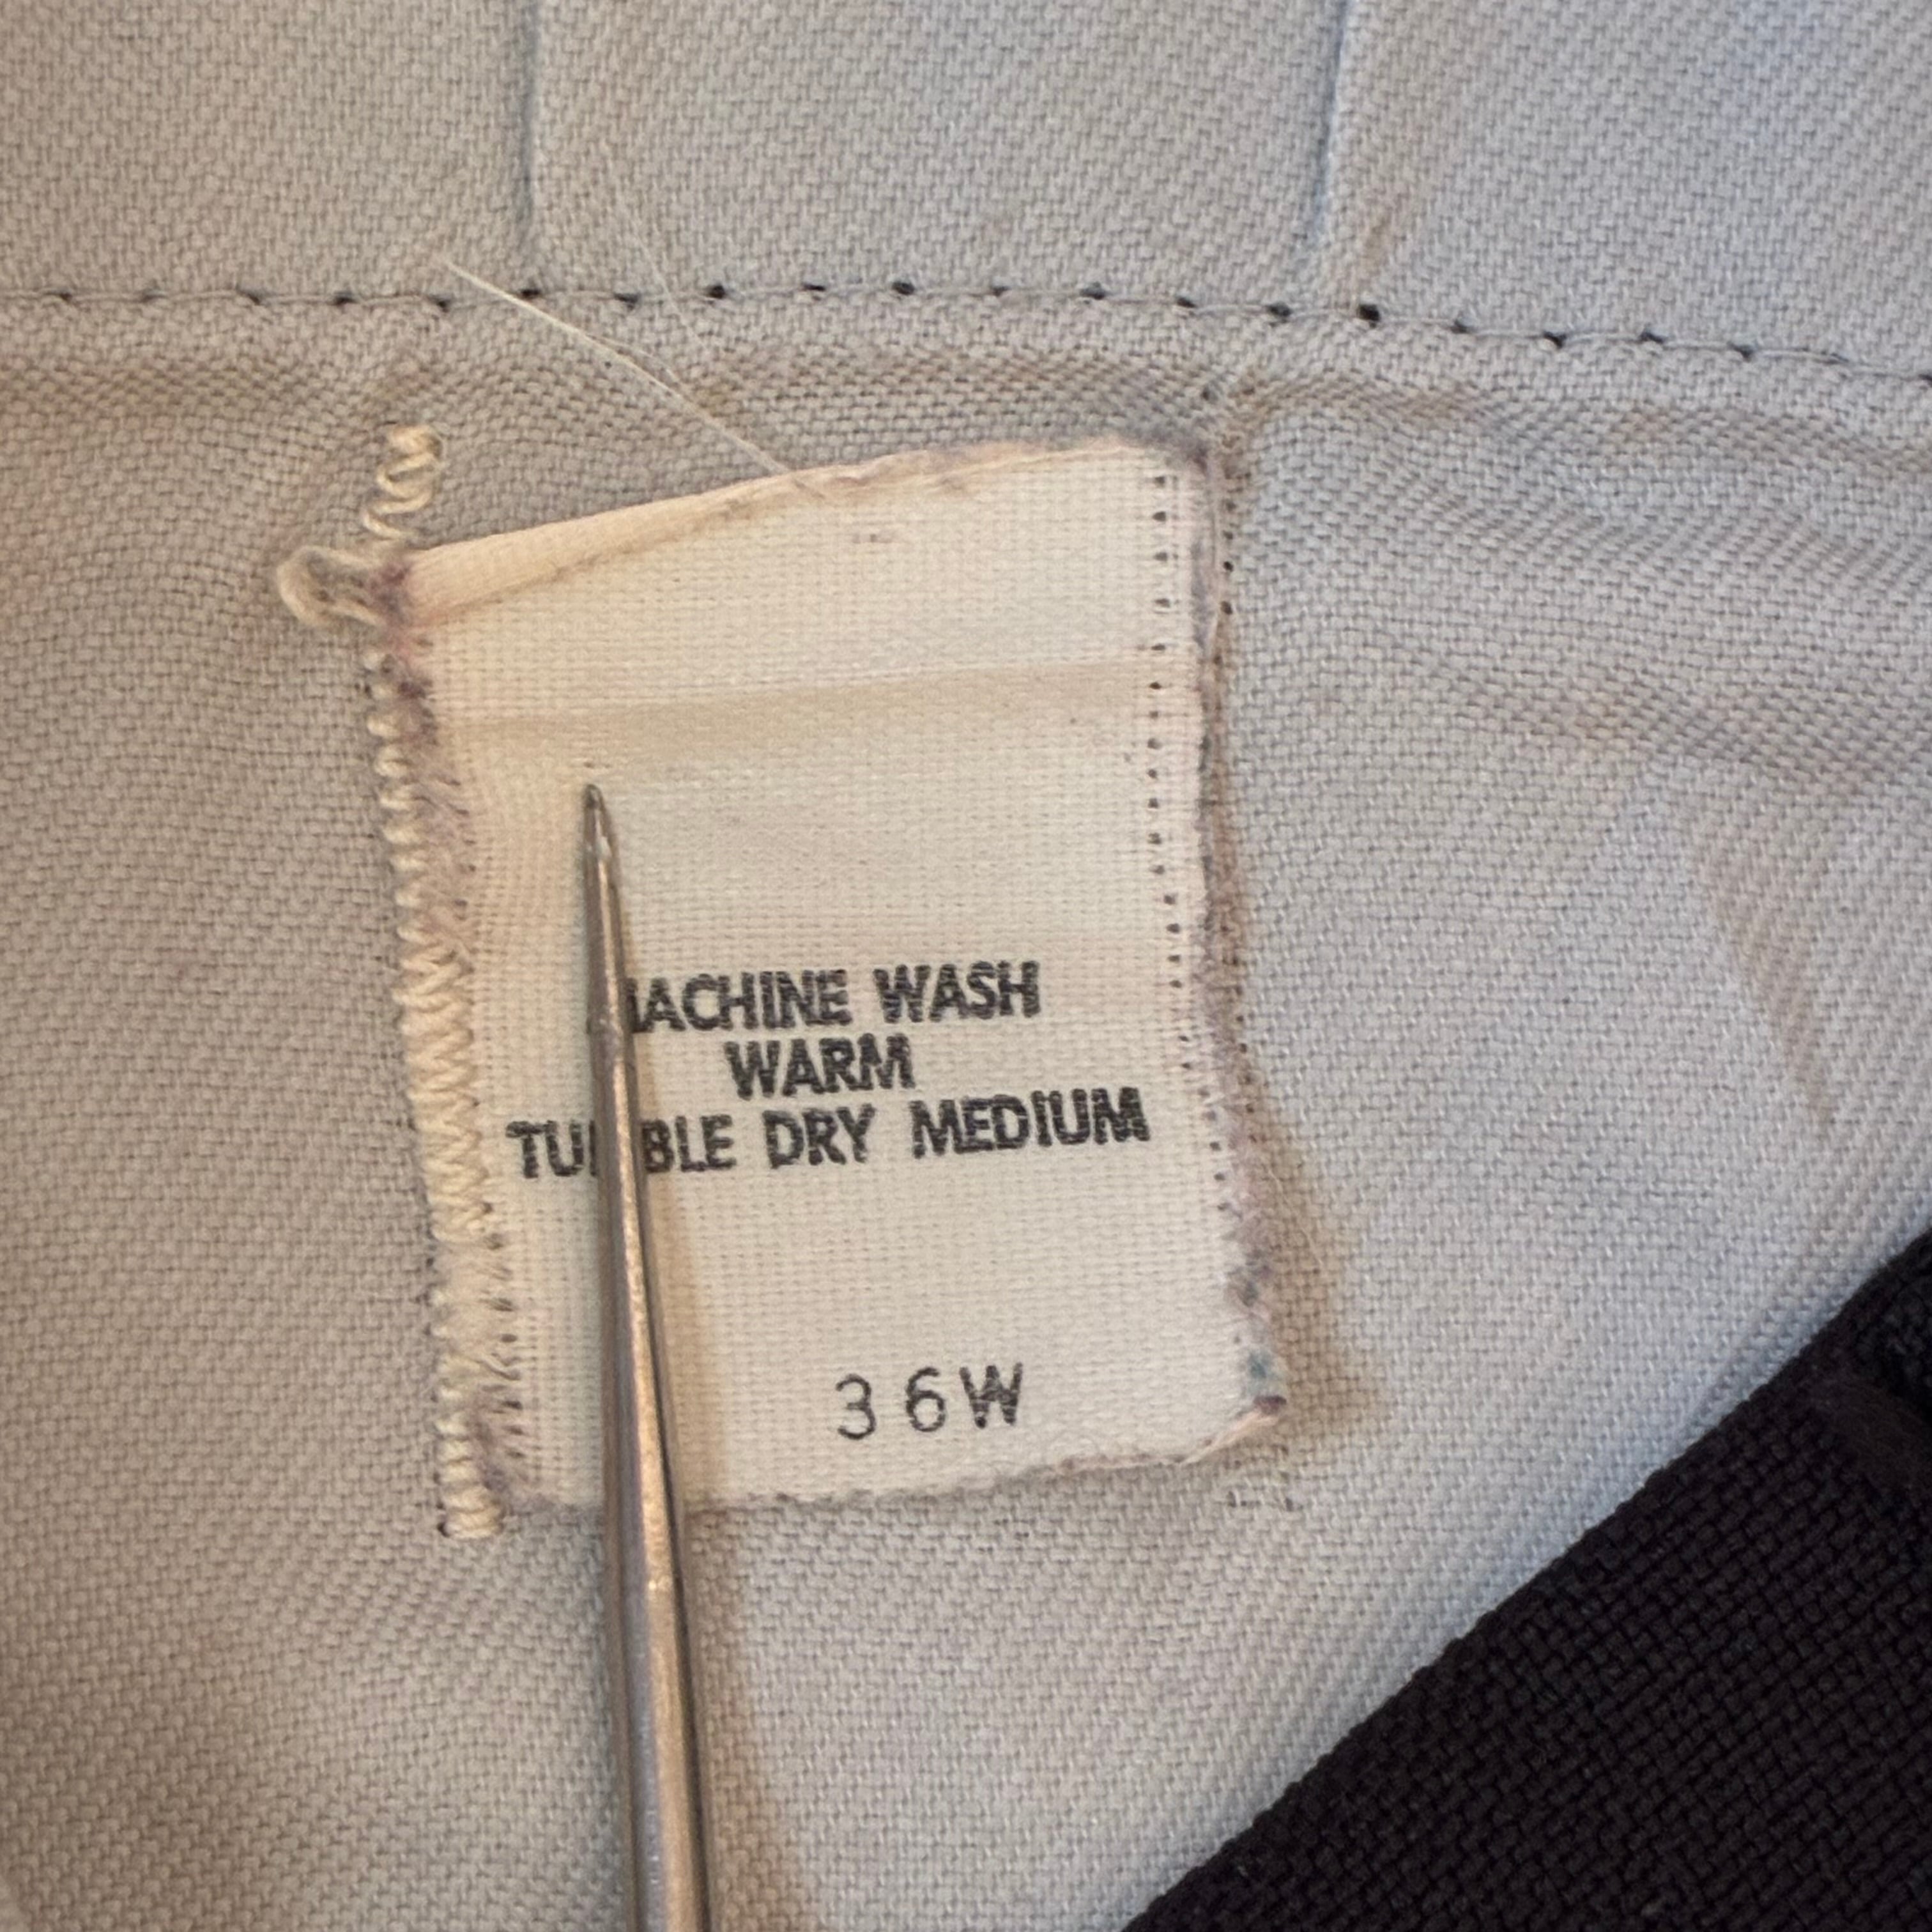 MACHINE WASH
WARM
TUMBLE DRY MEDIUM
36W